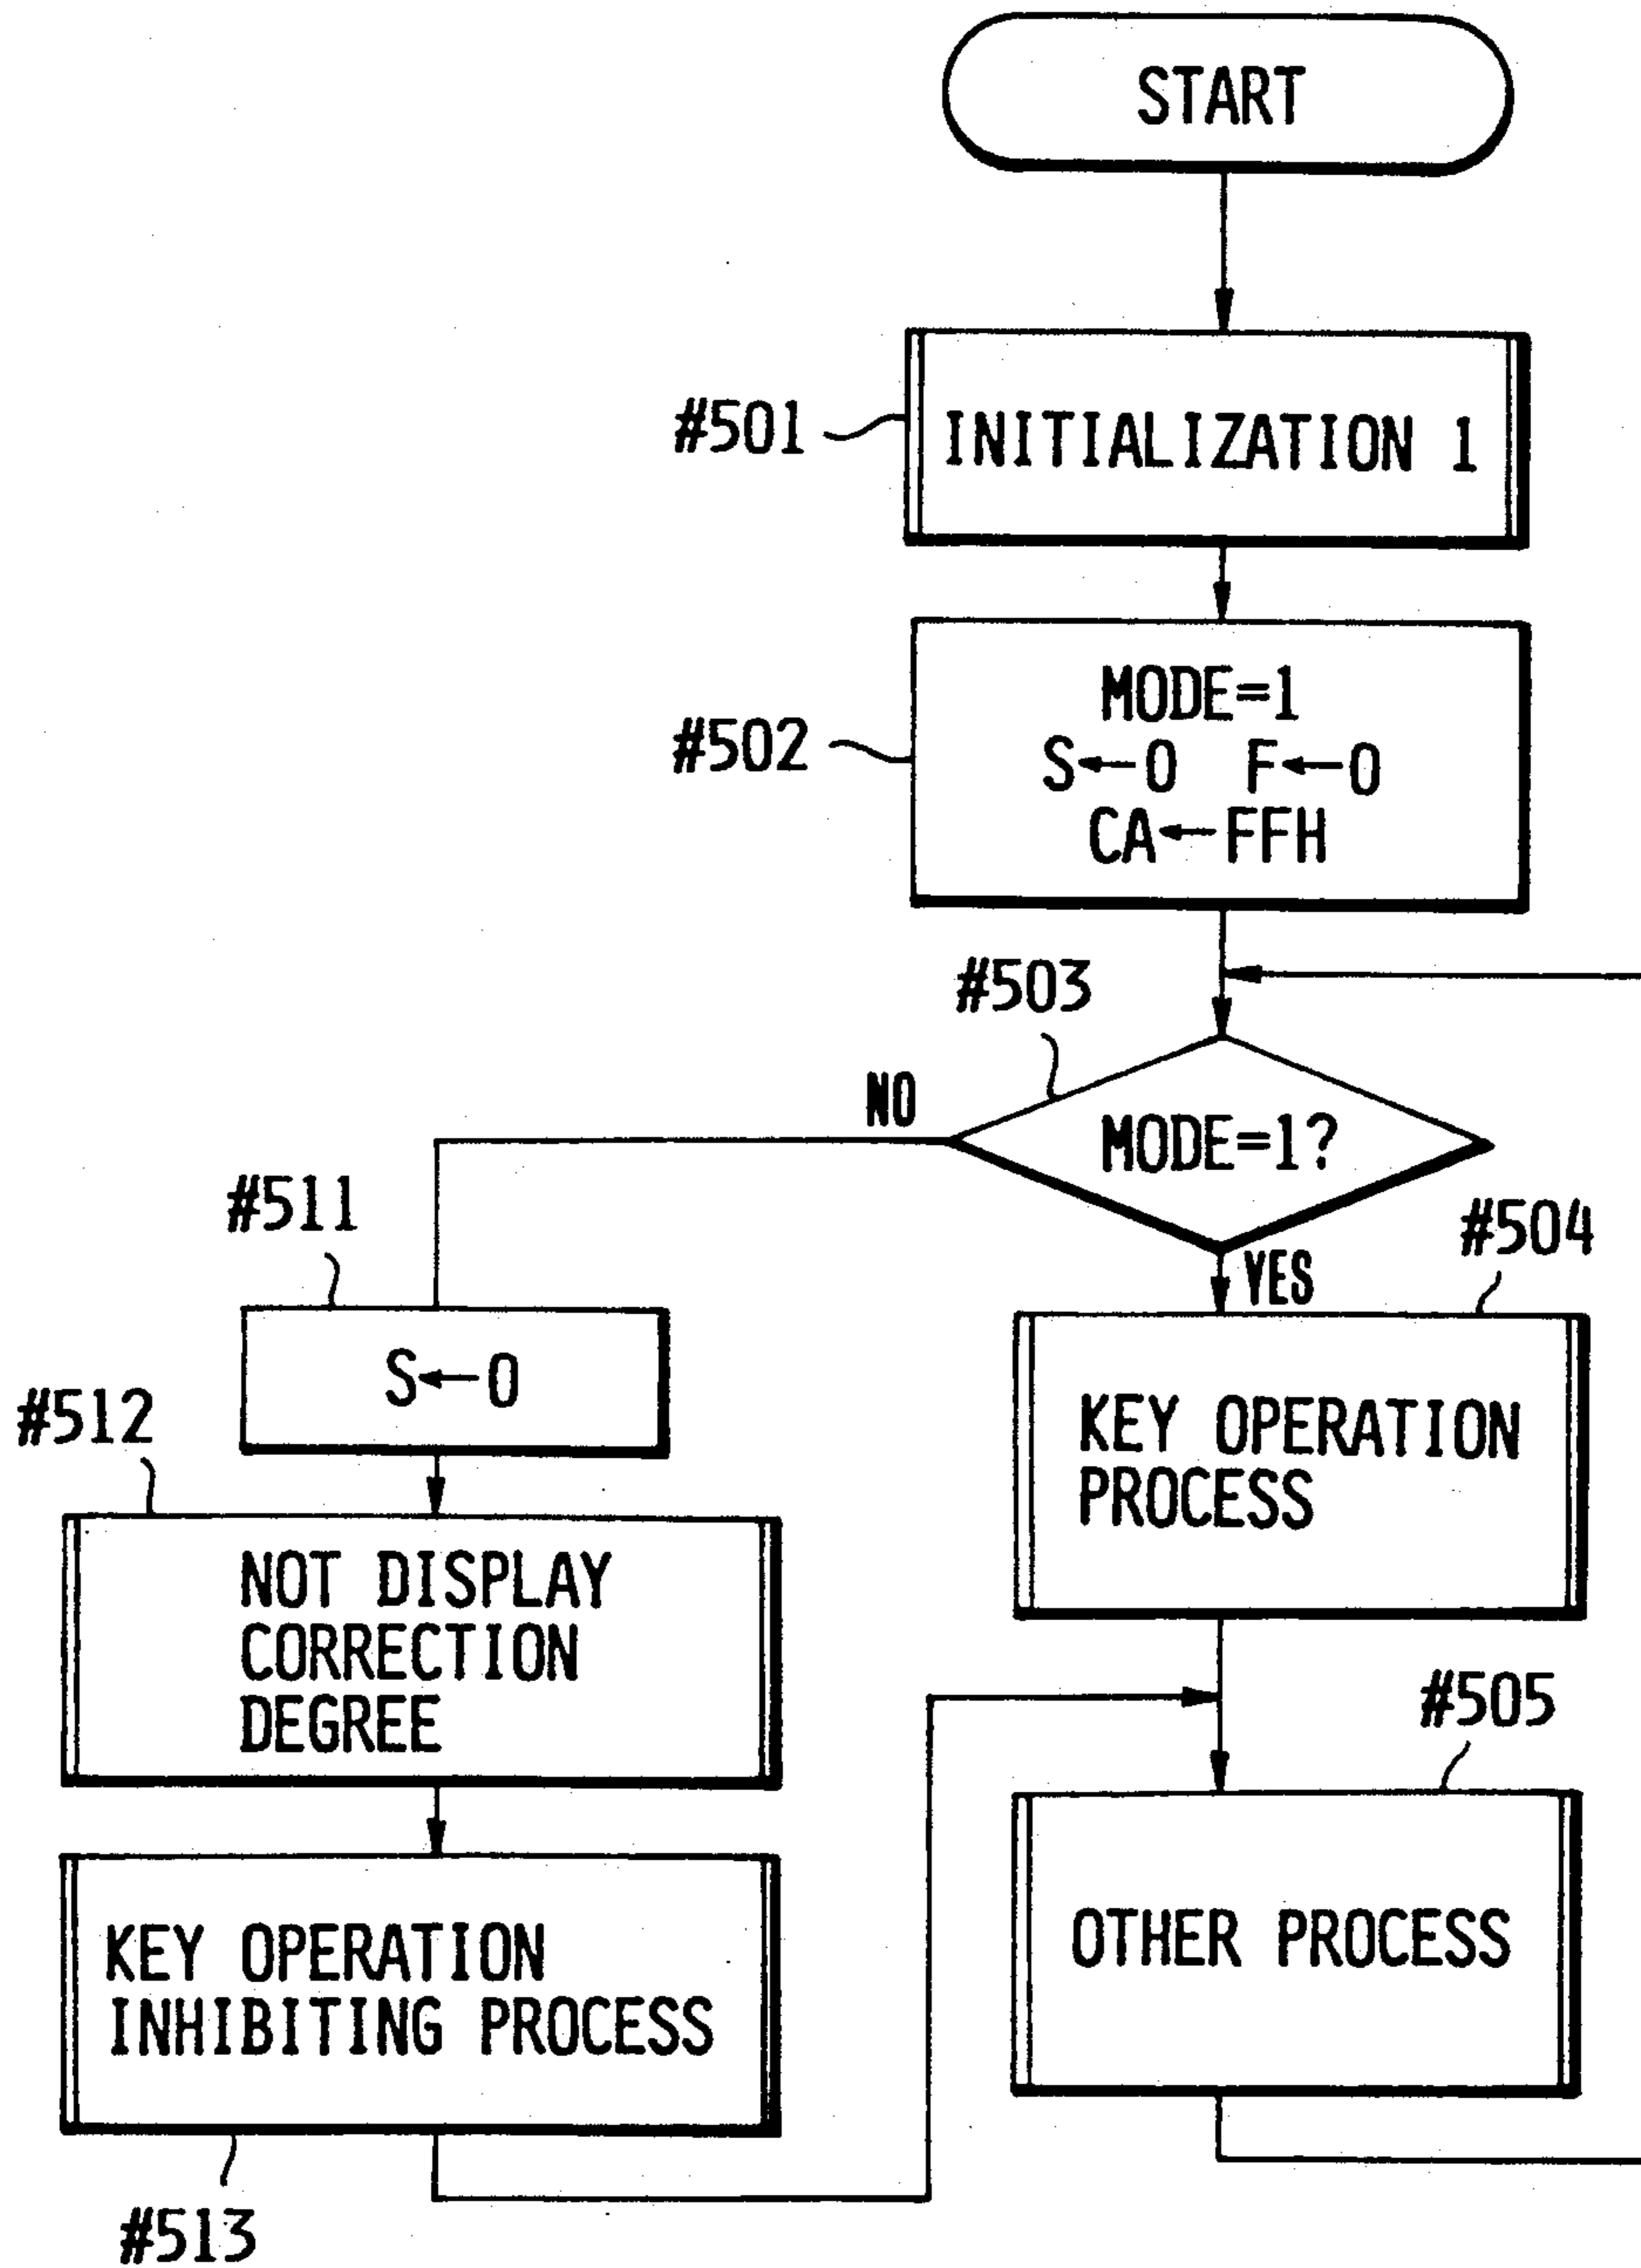 START
#501
INITIALIZATION 1
#502
MODE=1
S←0 F←0
CA←FFH
#503
NO
MODE=1?
YES
#511
S←0
#504
KEY OPERATION
PROCESS
#512
NOT DISPLAY
CORRECTION
DEGREE
#505
OTHER PROCESS
KEY OPERATION
INHIBITING PROCESS
#513